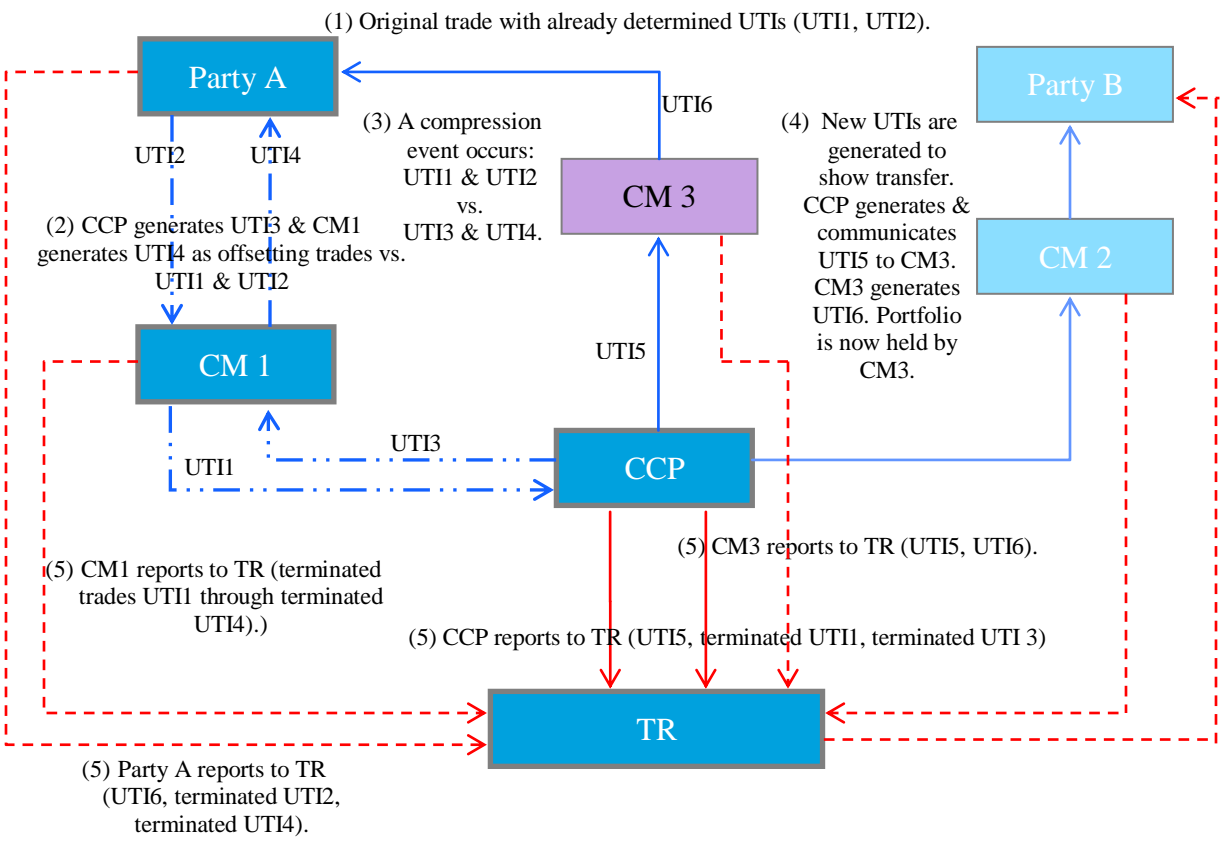 (1) Original trade with already determined UTIs (UTI1, UTI2).
Party A
Party B
UTI6
(3) A compression
event occurs:
UTI1 & UTI2
vs.
UTI3 & UTI4.
(4) New UTIs are
generated to
show transfer.
CCP generates &
communicates
UTI5 to CM3.
CM3 generates
UTI6. Portfolio
is now held by
CM3.
UTI2
UTI4
CM 3
(2) CCP generates UTI3 & CM1
generates UTI4 as offsetting trades vs.
UTI1 & UTI2
CM 2
CM 1
UTI5
UTI3
UTI1
CCP
(5) CM3 reports to TR (UTI5, UTI6).
(5) CM1 reports to TR (terminated
trades UTI1 through terminated
UTI4).)
(5) CCP reports to TR (UTI5, terminated UTI1, terminated UTI 3)
TR
(5) Party A reports to TR
(UTI6, terminated UTI2,
terminated UTI4).